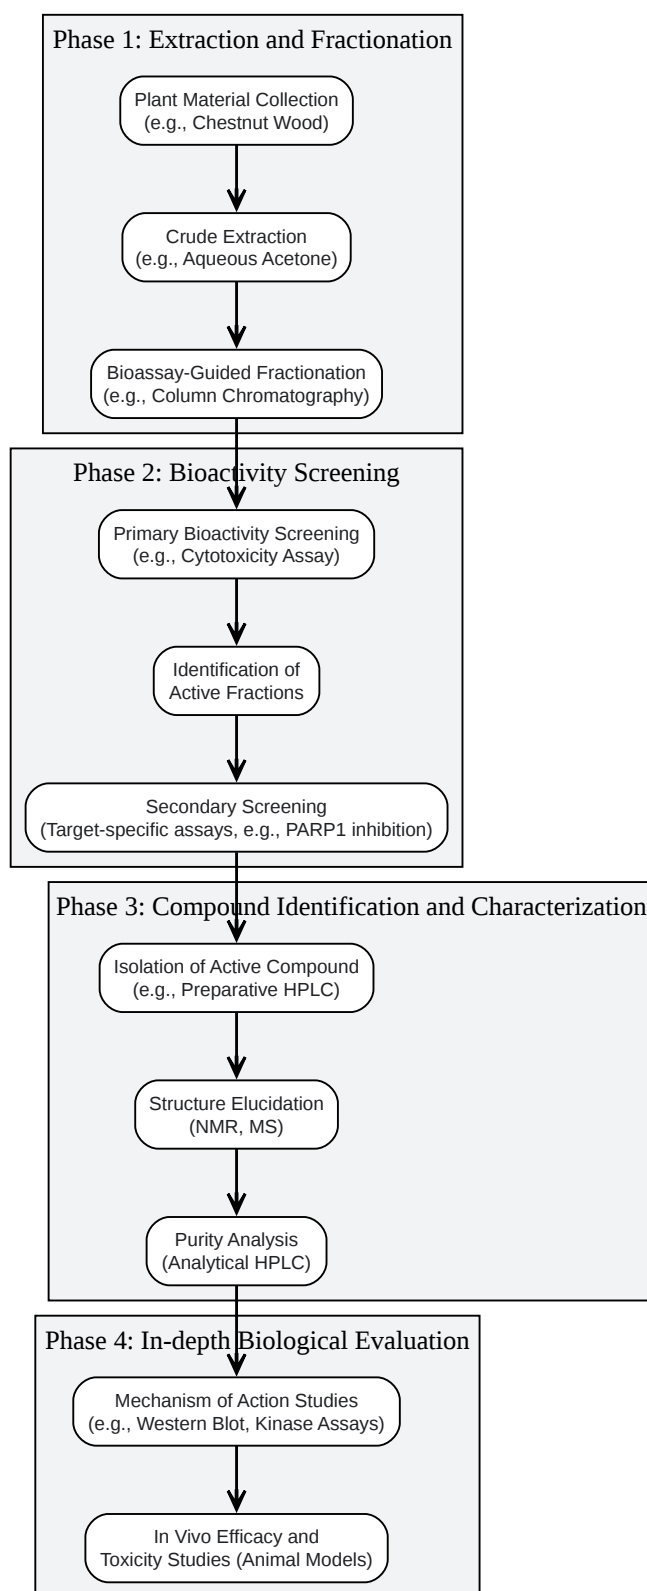 Phase 1: Extraction and Fractionation
Plant Material Collection
(e.g., Chestnut Wood)
Crude Extraction
(e.g., Aqueous Acetone)
Bioassay-Guided Fractionation
(e.g., Column Chromatography)
Phase 2: Bioactivity Screening
Primary Bioactivity Screening
(e.g., Cytotoxicity Assay)
Identification of
Active Fractions
Secondary Screening
(Target-specific assays, e.g., PARP1 inhibition)
Phase 3: Compound Identification and Characterization
Isolation of Active Compound
(e.g., Preparative HPLC)
Structure Elucidation
(NMR, MS)
Purity Analysis
(Analytical HPLC)
Phase 4: In-depth Biological Evaluation
Mechanism of Action Studies
(e.g., Western Blot, Kinase Assays)
In Vivo Efficacy and
Toxicity Studies (Animal Models)